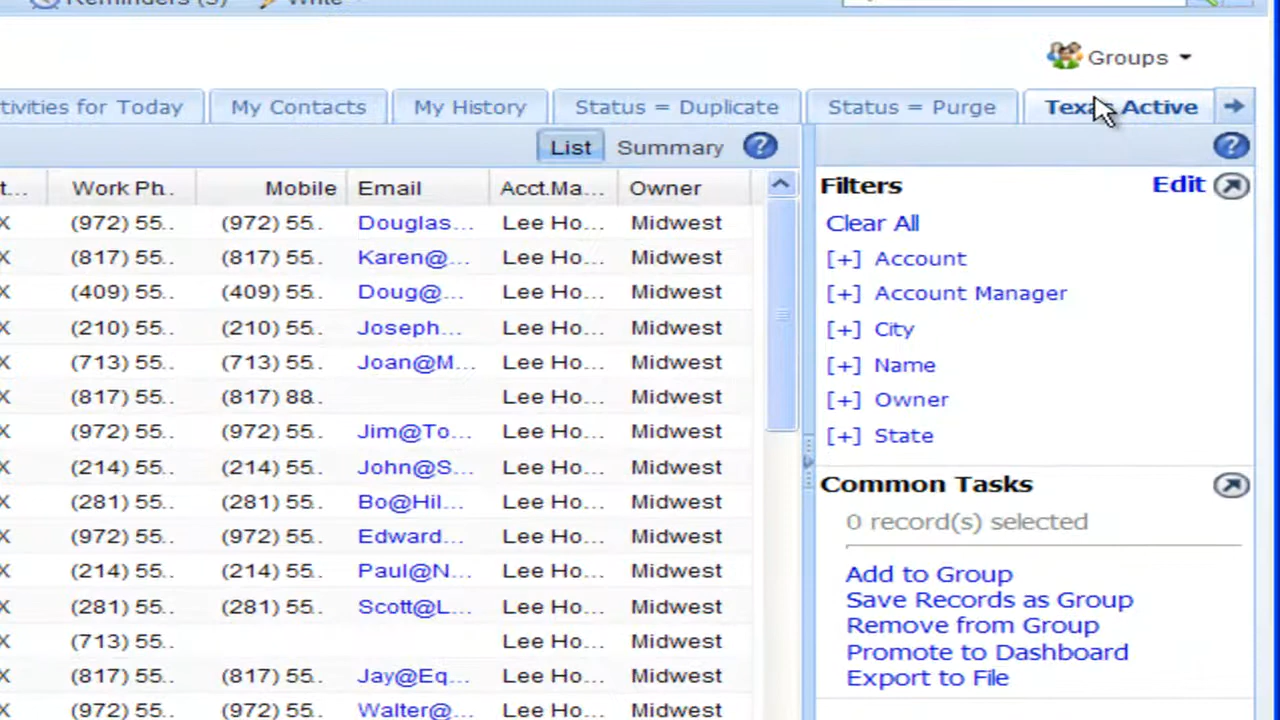 Reminders (3) Write
Groups
tivities for Today My Contacts My History Status = Duplicate Status = Purge Texas Active
List Summary
t... Work Ph.. Mobile Email Acct.Ma... Owner
X (972) 55.. (972) 55.. Douglas... Lee Ho... Midwest
X (817) 55.. (817) 55.. Karen@... Lee Ho... Midwest
X (409) 55.. (409) 55.. Doug@... Lee Ho... Midwest
X (210) 55.. (210) 55.. Joseph... Lee Ho... Midwest
X (713) 55.. (713) 55.. Joan@M... Lee Ho... Midwest
X (817) 55.. (817) 88.. Lee Ho... Midwest
X (972) 55.. (972) 55.. Jim@To... Lee Ho... Midwest
X (214) 55.. (214) 55.. John@S... Lee Ho... Midwest
X (281) 55.. (281) 55.. Bo@Hil... Lee Ho... Midwest
X (972) 55.. (972) 55.. Edward... Lee Ho... Midwest
X (214) 55.. (214) 55.. Paul@N... Lee Ho... Midwest
X (281) 55.. (281) 55.. Scott@L... Lee Ho... Midwest
X (713) 55.. Lee Ho... Midwest
X (817) 55.. (817) 55.. Jay@Eq... Lee Ho... Midwest
X (972) 55.. (972) 55.. Walter@... Lee Ho... Midwest
Filters Edit
Clear All
[+] Account
[+] Account Manager
[+] City
[+] Name
[+] Owner
[+] State
Common Tasks
0 record(s) selected
Add to Group
Save Records as Group
Remove from Group
Promote to Dashboard
Export to File